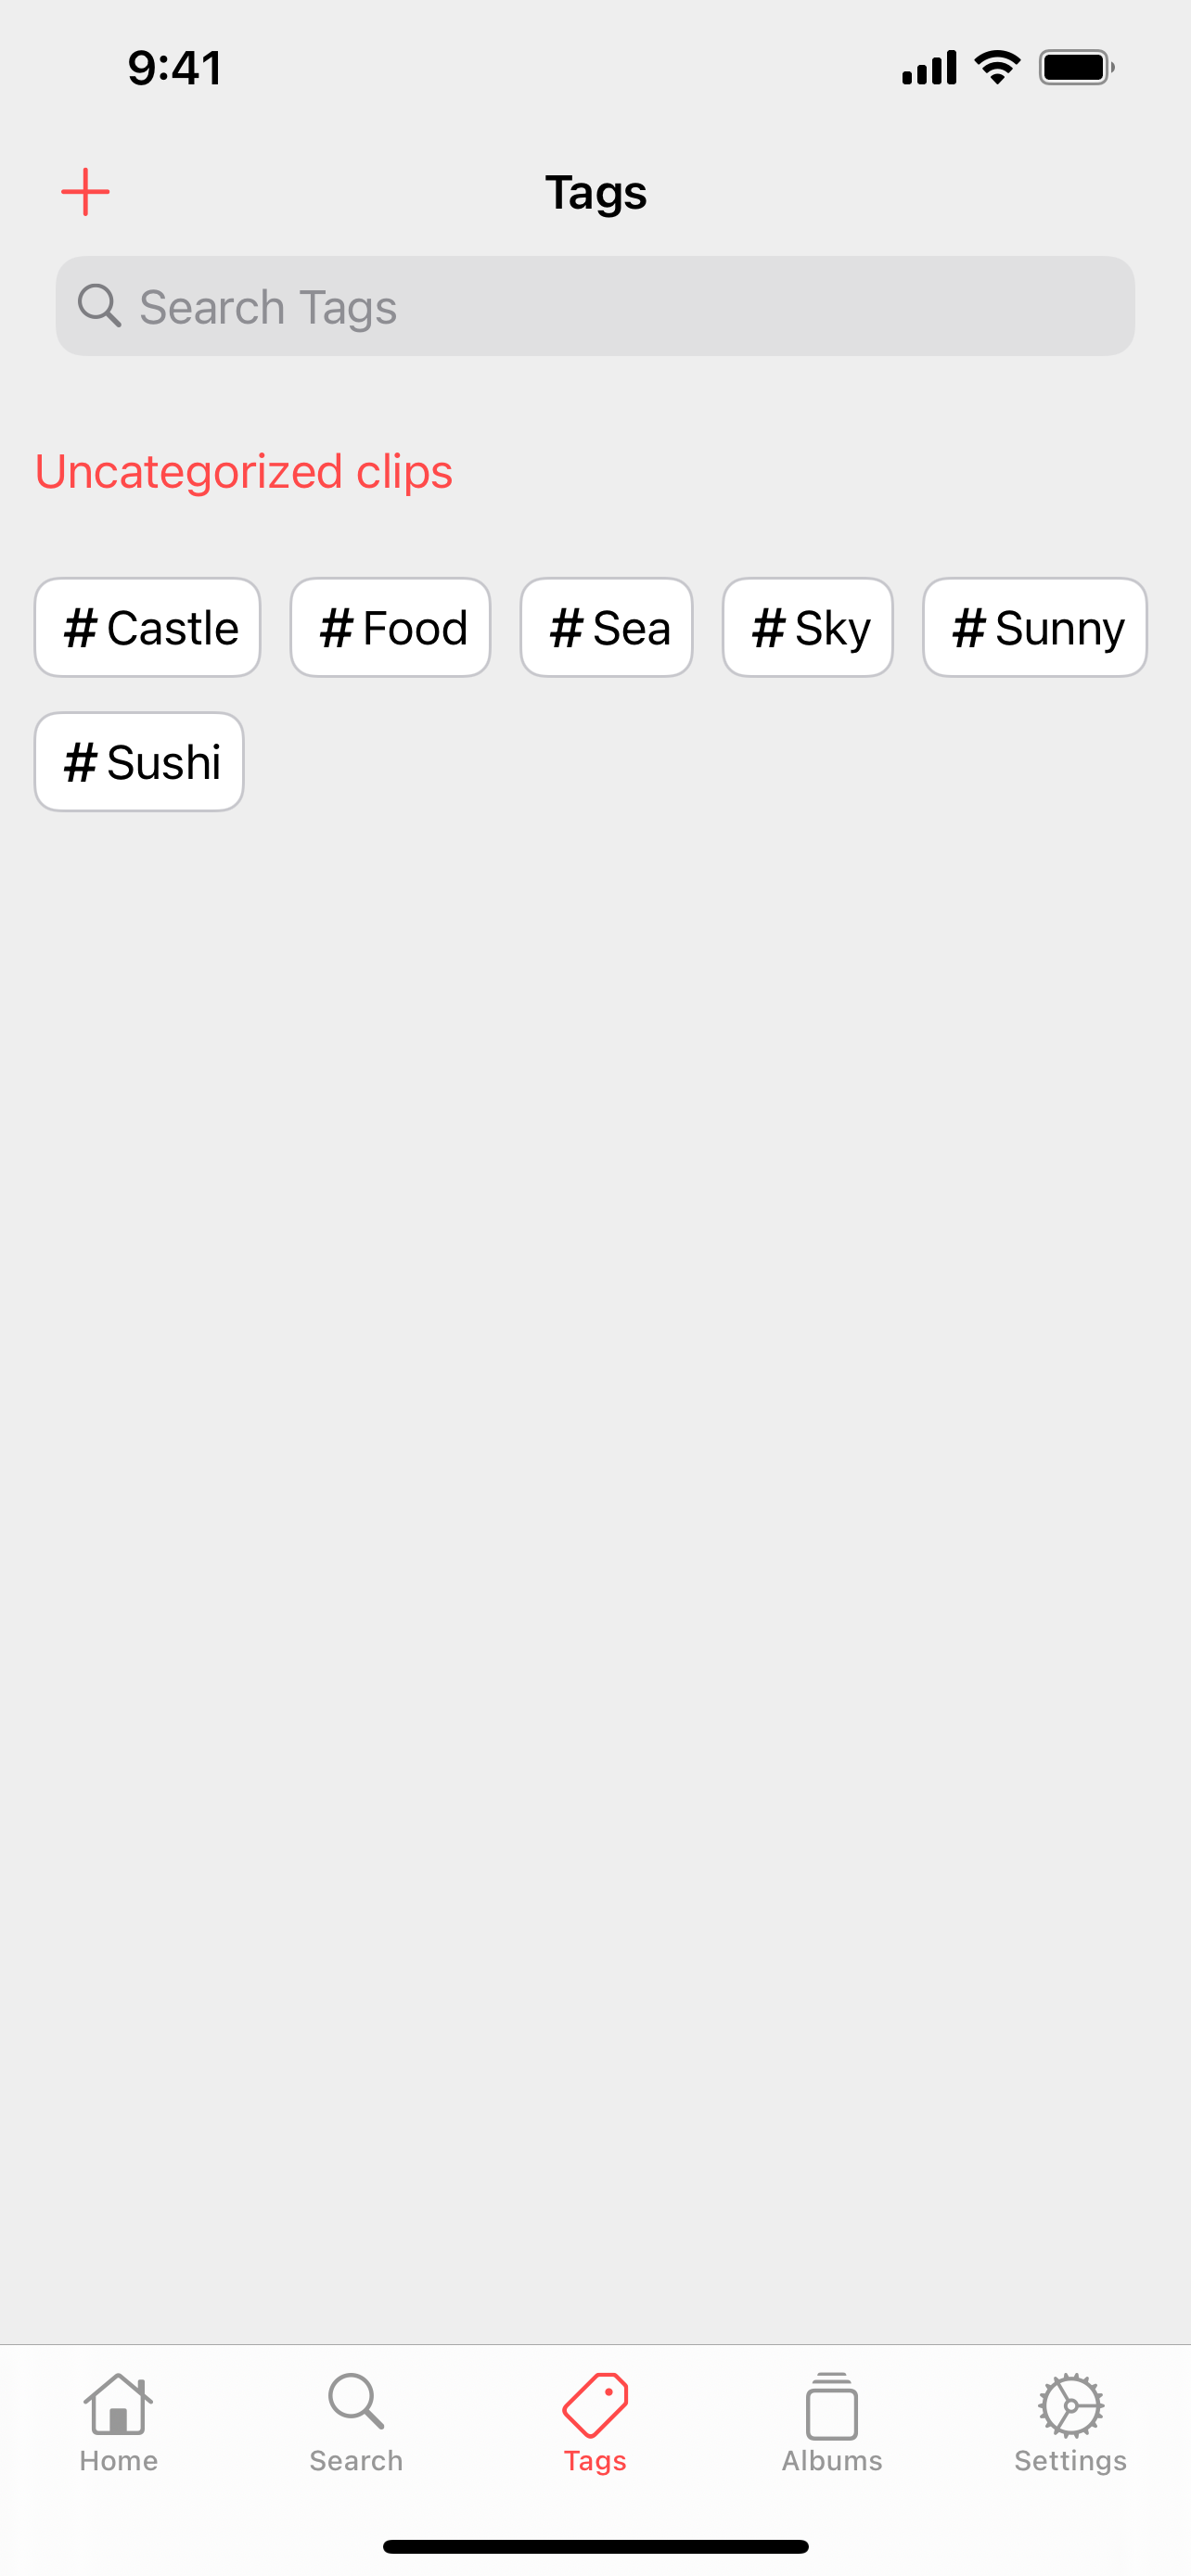 9:41
Tags
Search Tags
Uncategorized clips
# Castle # Food # Sea # Sky # Sunny
# Sushi
Home Search Tags Albums Settings